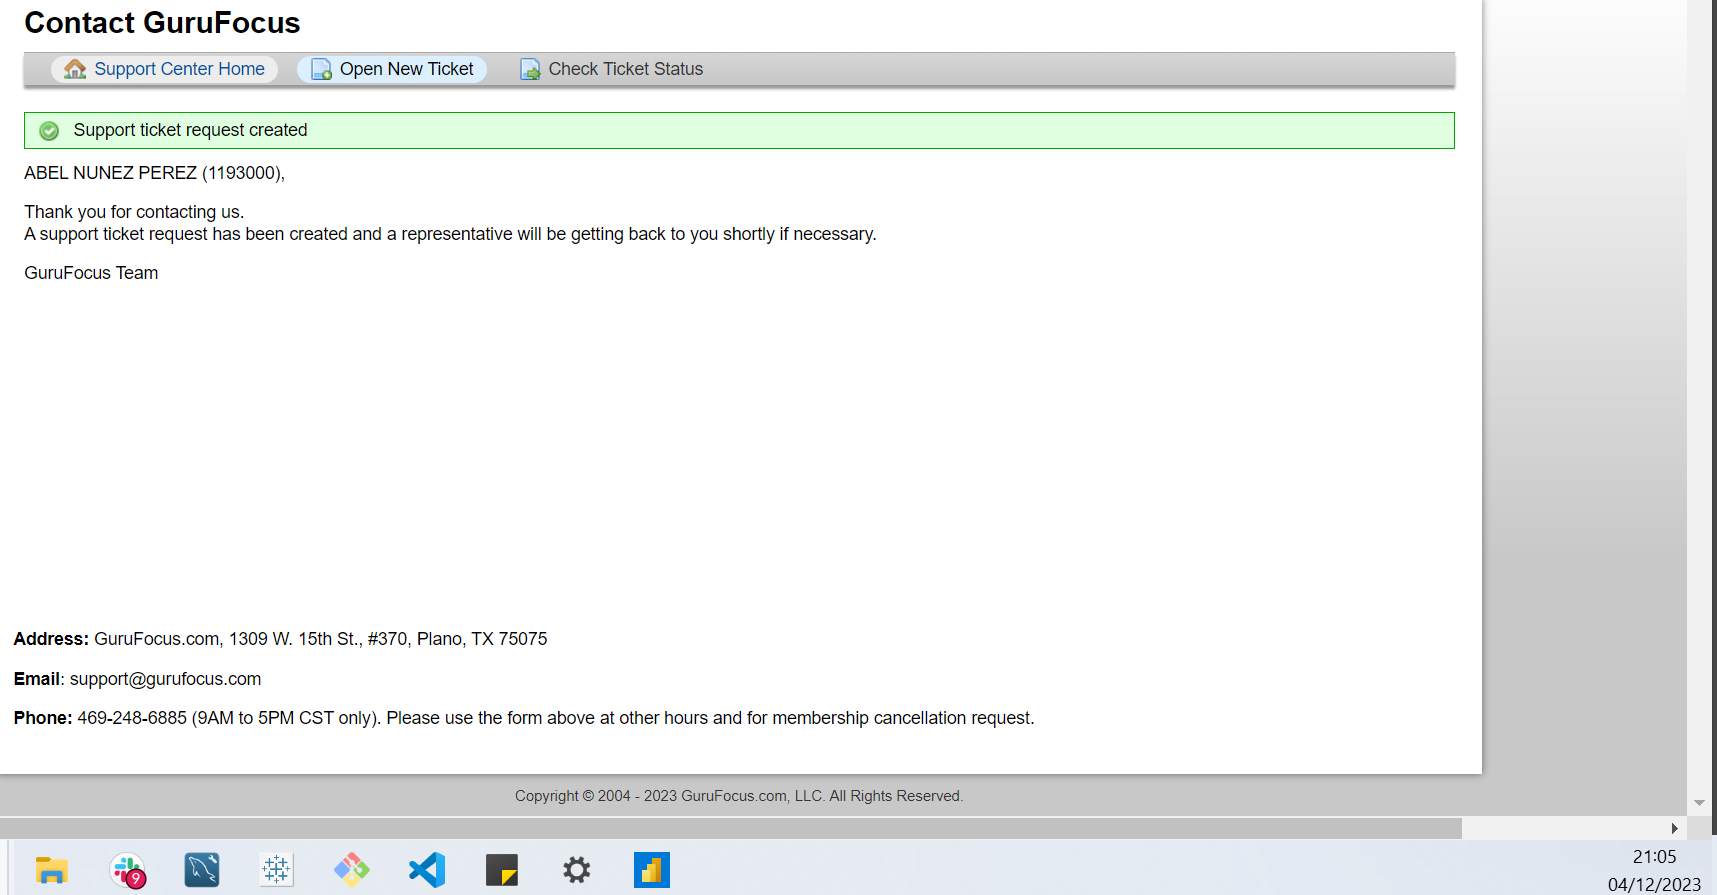 Contact GuruFocus
Support Center Home Open New Ticket Check Ticket Status
Support ticket request created
ABEL NUNEZ PEREZ (1193000),
Thank you for contacting us.
A support ticket request has been created and a representative will be getting back to you shortly if necessary.
GuruFocus Team
Address: GuruFocus.com, 1309 W. 15th St., #370, Plano, TX 75075
Email: support@gurufocus.com
Phone: 469-248-6885 (9AM to 5PM CST only). Please use the form above at other hours and for membership cancellation request.
Copyright © 2004 - 2023 GuruFocus.com, LLC. All Rights Reserved.
9
21:05
04/12/2023